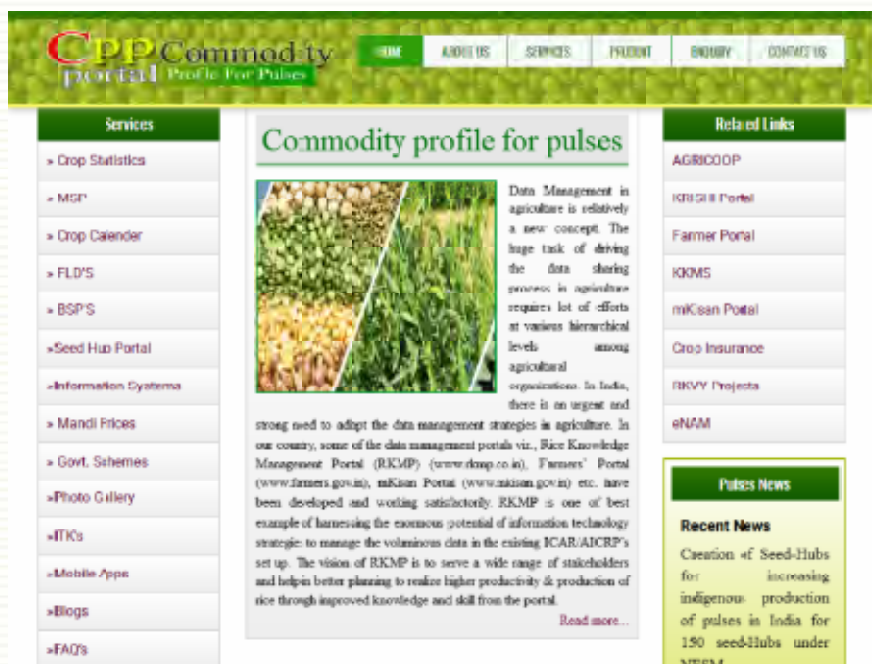 CPP Commodity
portal Profile For Pulses
HOME
ABOUT US
SERVICES
ENQUIRY
CONTACT US
Services
» Crop Statistics
» MSP
» Crop Calender
» FLD'S
» BSP'S
»Seed Hub Portal
»Information Systems
» Mandi Prices
» Govt. Schemes
»Photo Gallery
»ITK's
»Mobile Apps
»Blogs
»FAQ's
Commodity profile for pulses
Data Management in
agriculture is relatively
a new concept. The
huge task of driving
the data sharing
process in agriculture
requires lot of efforts
at various hierarchical
levels among
agricultural
organizations. In India,
there is an urgent and
strong need to adopt the data management strategies in agriculture. In
our country, some of the data management portals viz., Rice Knowledge
Management Portal (RKMP) (www.rkmp.co.in), Farmers' Portal
(www.farmers.gov.in), mKisan Portal (www.mkisan.gov.in) etc. have
been developed and working satisfactorily. RKMP is one of best
example of harnessing the enormous potential of information technology
strategies to manage the voluminous data in the existing ICAR/AICRP's
set up. The vision of RKMP is to serve a wide range of stakeholders
and help in better planning to realize higher productivity & production of
rice through improved knowledge and skill from the portal.
Read more...
Related Links
AGRICOOP
KRISHI Portal
Farmer Portal
KKMS
mKisan Portal
Crop Insurance
RKVY Projects
eNAM
Pulses News
Recent News
Creation of Seed-Hubs
for increasing
indigenous production
of pulses in India for
150 seed-Hubs under
NFSM